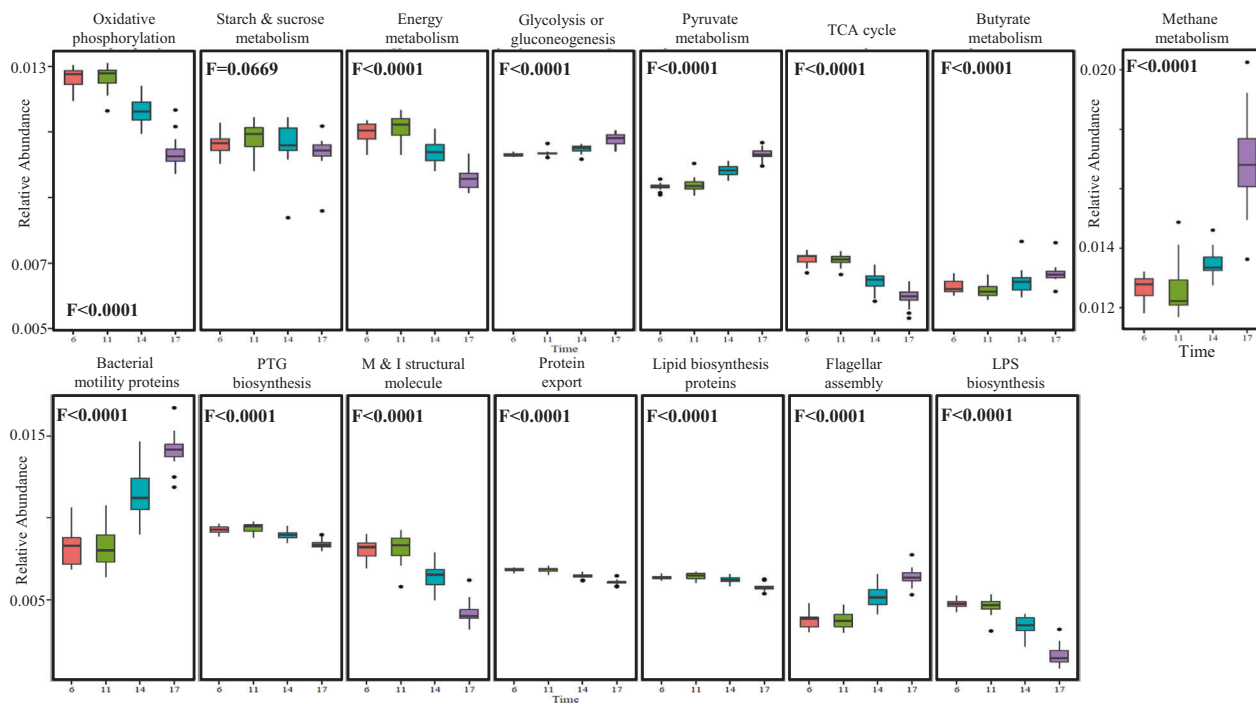 Oxidative
phosphorylation
Starch & sucrose
metabolism
Energy
metabolism
Glycolysis or
gluconeogenesis
Pyruvate
metabolism
TCA cycle
Butyrate
metabolism
Methane
metabolism
Relative Abundance
0.013
0.007
0.005
F<0.0001
F=0.0669
F<0.0001
F<0.0001
F<0.0001
F<0.0001
F<0.0001
Relative Abundance
0.020
0.014
0.012
F<0.0001
6 11 14 17
6 11 14 17
6 11 14 17
6 11 14 17
6 11 14 17
6 11 14 17
6 11 14 17
6 11 14 17
Time
Time
Bacterial
motility proteins
PTG
biosynthesis
M & I structural
molecule
Protein
export
Lipid biosynthesis
proteins
Flagellar
assembly
LPS
biosynthesis
Relative Abundance
0.015
0.005
F<0.0001
F<0.0001
F<0.0001
F<0.0001
F<0.0001
F<0.0001
F<0.0001
6 11 14 17
6 11 14 17
6 11 14 17
6 11 14 17
6 11 14 17
6 11 14 17
6 11 14 17
Time